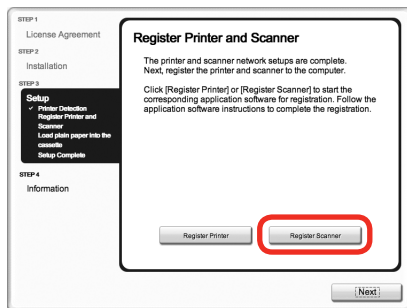 STEP 1
License Agreement
STEP 2
Installation
STEP 3
Setup
✓ Printer Detection
Register Printer and
Scanner
Load plain paper into the
cassette
Setup Complete
STEP 4
Information
Register Printer and Scanner
The printer and scanner network setups are complete.
Next, register the printer and scanner to the computer.
Click [Register Printer] or [Register Scanner] to start the
corresponding application software for registration. Follow the
application software instructions to complete the registration.
Register Printer
Register Scanner
Next